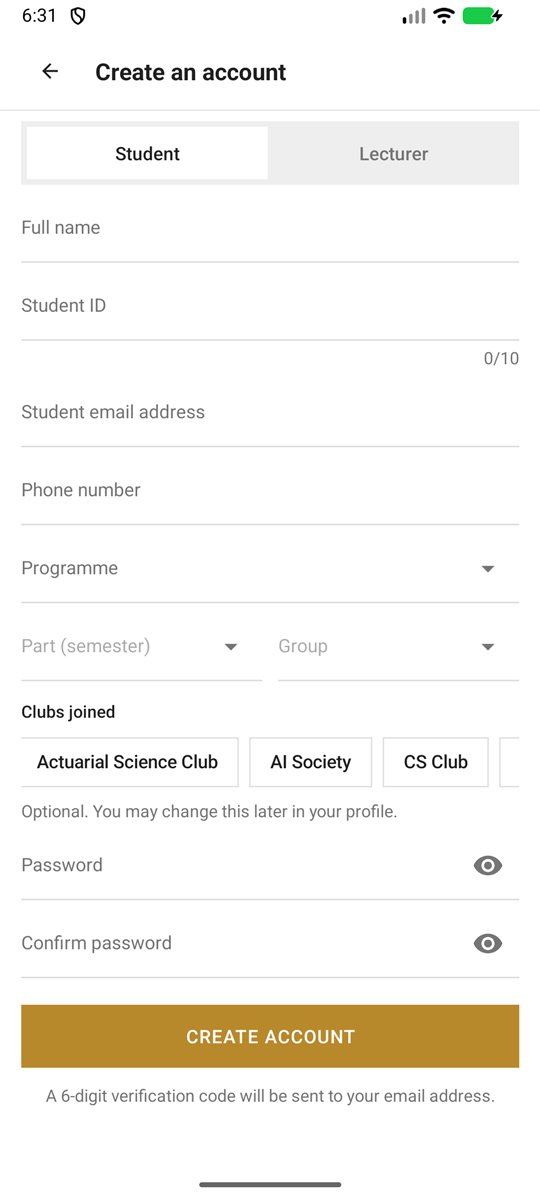 6:31
Create an account
Student Lecturer
Full name
Student ID
0/10
Student email address
Phone number
Programme
Part (semester) Group
Clubs joined
Actuarial Science Club AI Society CS Club
Optional. You may change this later in your profile.
Password
Confirm password
CREATE ACCOUNT
A 6-digit verification code will be sent to your email address.